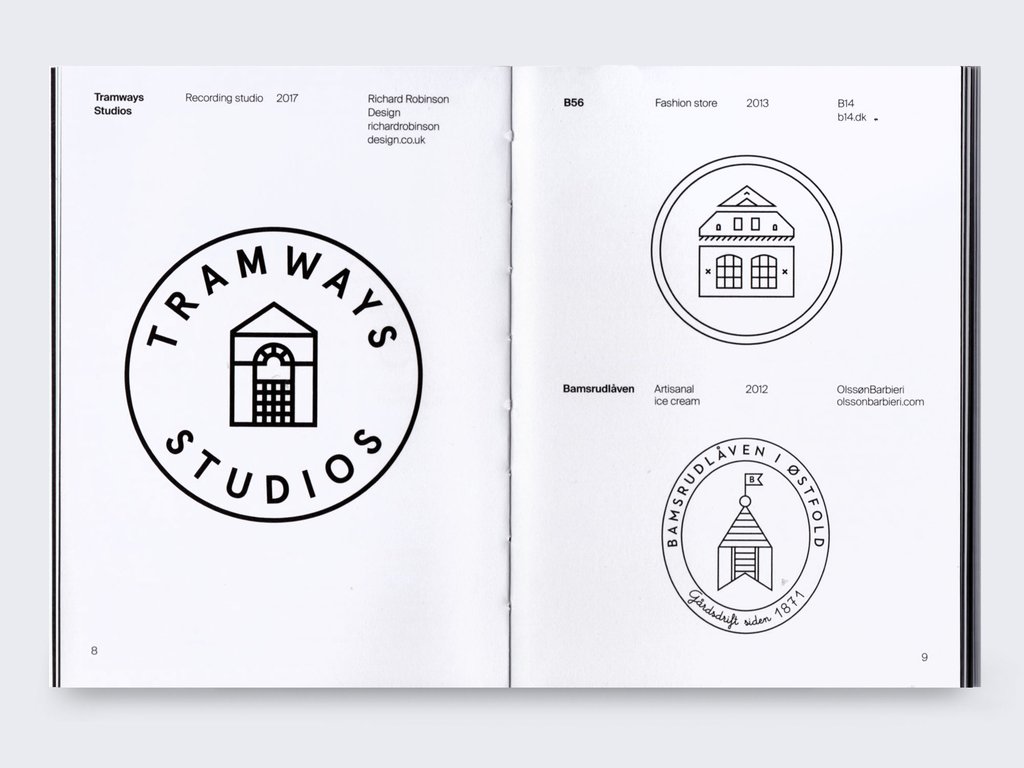 Tramways
Studios
Recording studio
2017
Richard Robinson
Design
richardrobinson
design.co.uk
TRAMWAYS
STUDIOS
8
B56
Fashion store
2013
B14
b14.dk
Bamsrudlåven
Artisanal
ice cream
2012
OlssønBarbieri
olssonbarbieri.com
BAMSRUDLÅVEN I ØSTFOLD
B
Gårdsdrift siden 1871
9